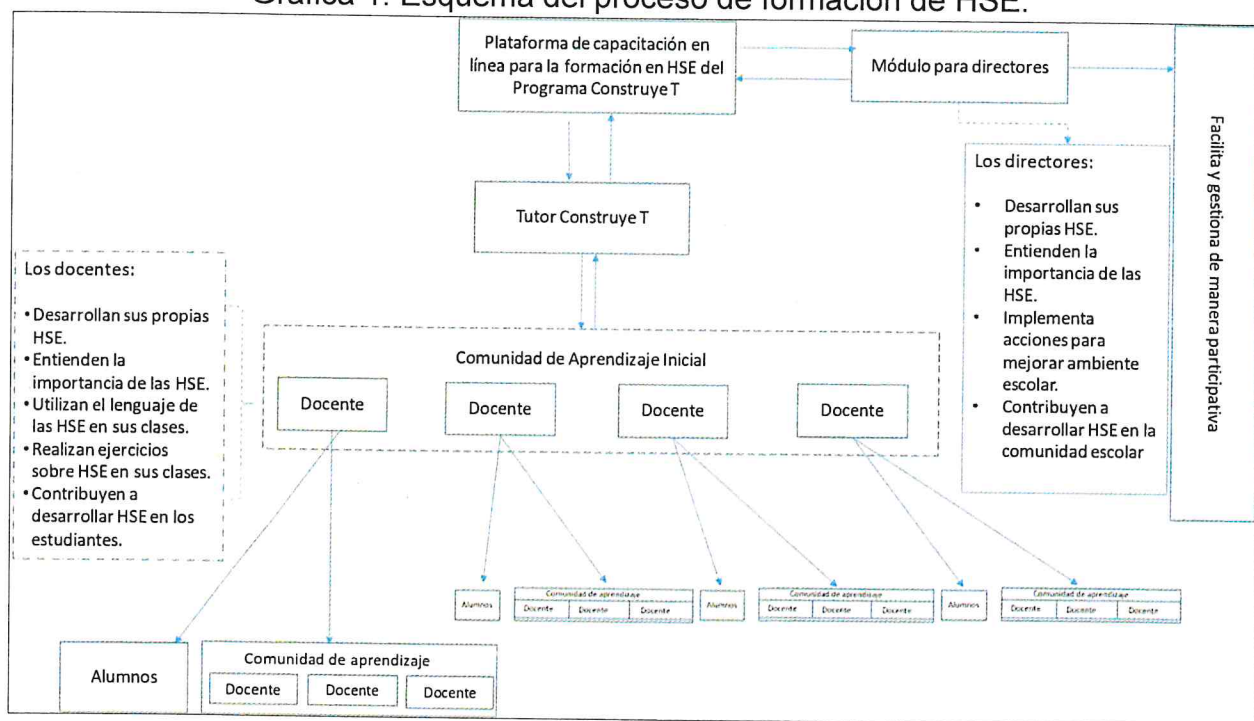 Gráfica 1. Esquema del proceso de formación de HSE.
Plataforma de capacitación en
línea para la formación en HSE del
Programa Construye T
Módulo para directores
Facilita y gestiona de manera participativa
Los directores:
• Desarrollan sus
propias HSE.
• Entienden la
importancia de las
HSE.
• Implementa
acciones para
mejorar ambiente
escolar.
• Contribuyen a
desarrollar HSE en la
comunidad escolar
Tutor Construye T
Los docentes:
• Desarrollan sus propias
HSE.
• Entienden la
importancia de las HSE.
• Utilizan el lenguaje de
las HSE en sus clases.
• Realizan ejercicios
sobre HSE en sus clases.
• Contribuyen a
desarrollar HSE en los
estudiantes.
Comunidad de Aprendizaje Inicial
Docente
Docente
Docente
Docente
Alumnos
Comunidad de aprendizaje
Docente Docente Docente
Alumnos
Comunidad de aprendizaje
Docente Docente Docente
Alumnos
Comunidad de aprendizaje
Docente Docente Docente
Alumnos
Comunidad de aprendizaje
Docente Docente Docente